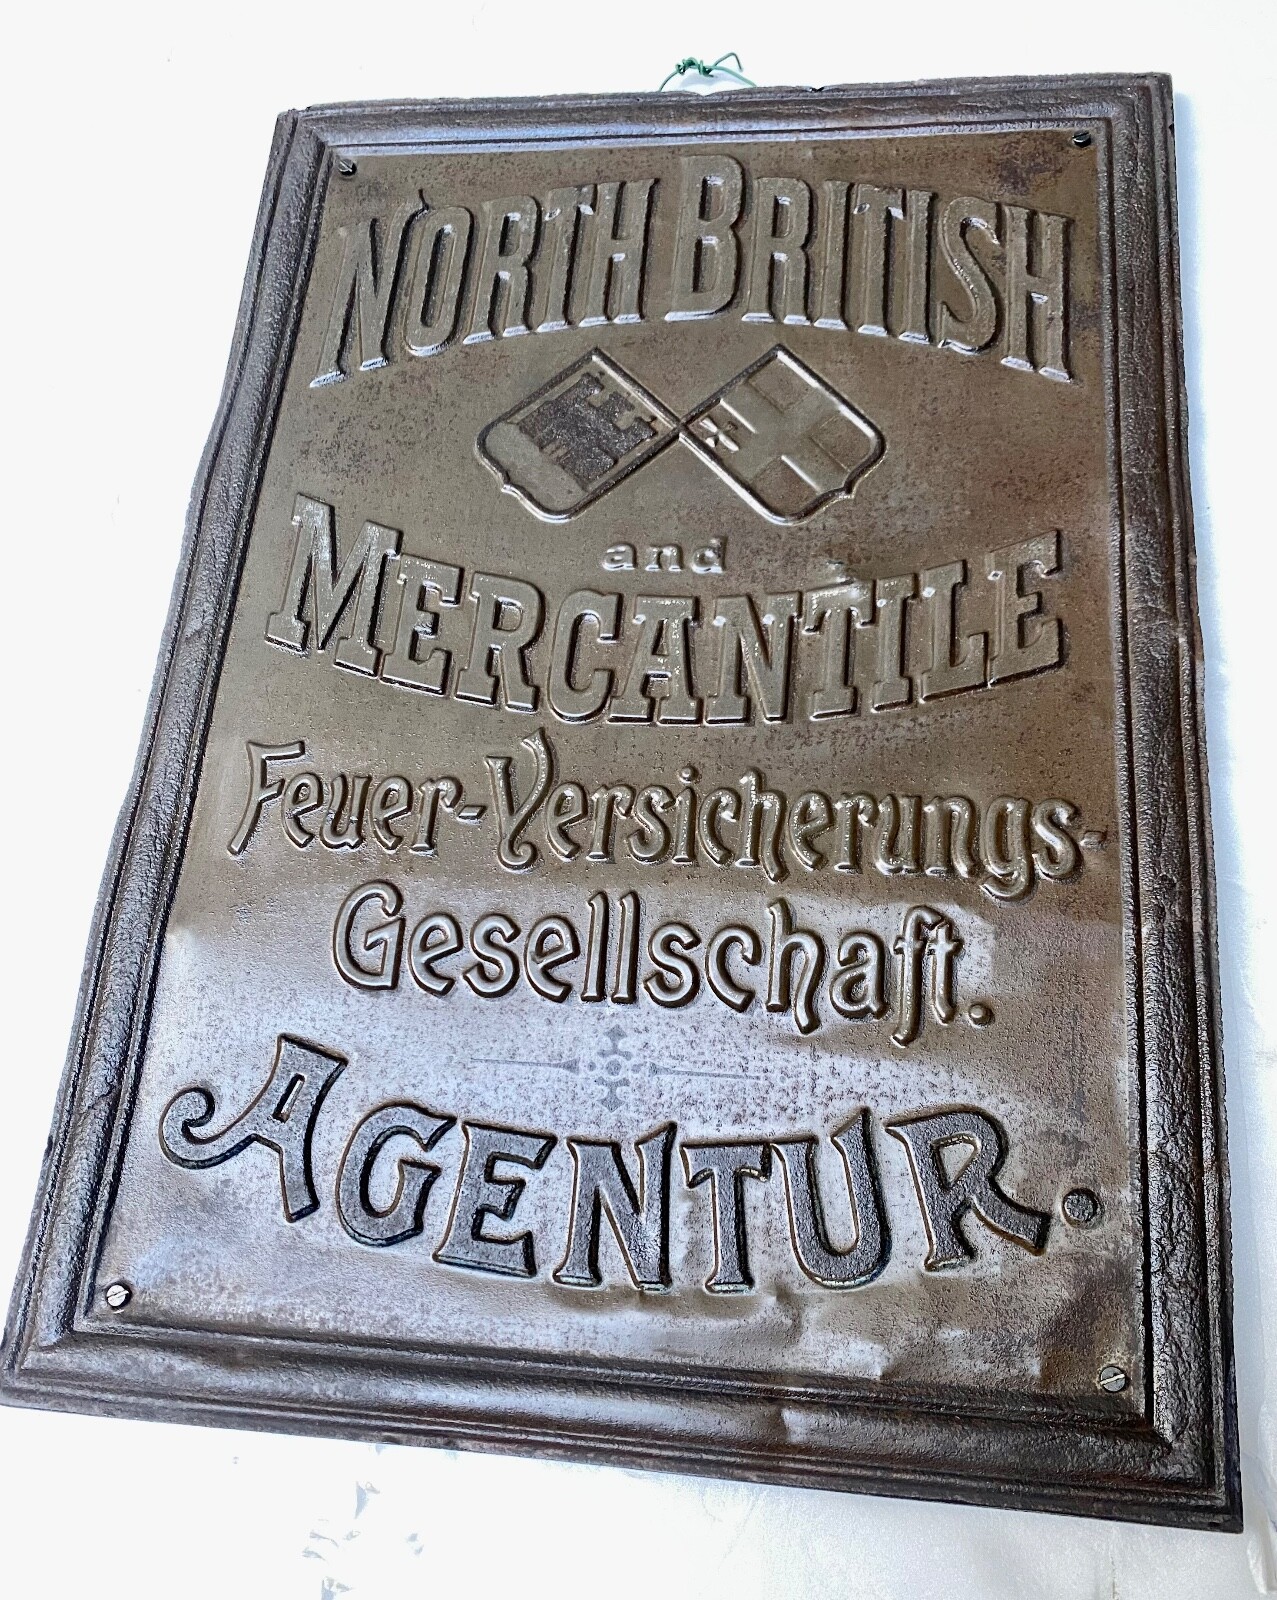 NORTH BRITISH
and
MERCANTILE
Feuer-Versicherungs-
Gesellschaft.
AGENTUR.